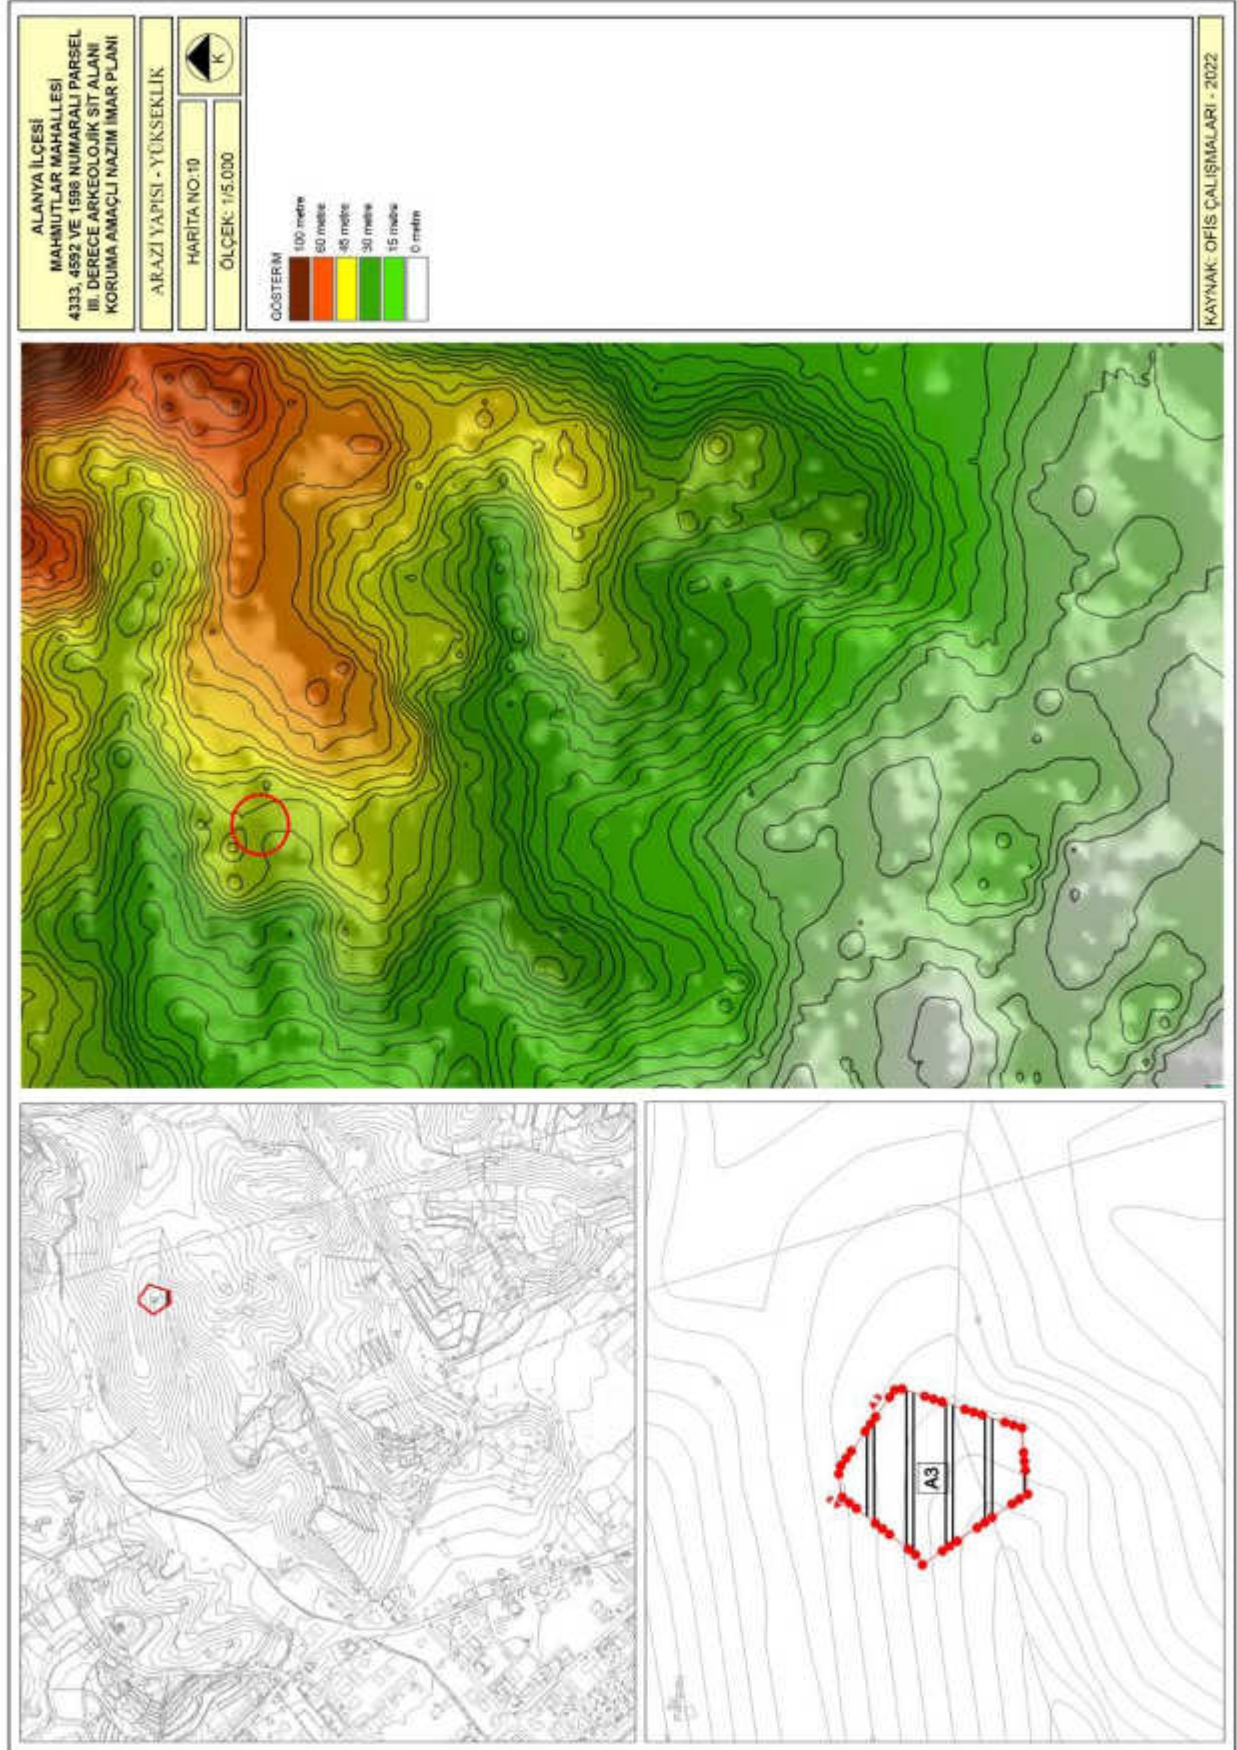 ALANYA İLÇESİ
MAHMUTLAR MAHALLESİ
4333, 4592 VE 1598 NUMARALI PARSEL
III. DERECE ARKEOLOJİK SİT ALANI
KORUMA AMAÇLI NAZIM İMAR PLANI
ARAZİ YAPISI - YÜKSEKLİK
HARİTA NO:10
K
ÖLÇEK: 1/5.000
GÖSTERİM
100 metre
60 metre
45 metre
30 metre
15 metre
0 metre
KAYNAK: OFİS ÇALIŞMALARI - 2022
A3